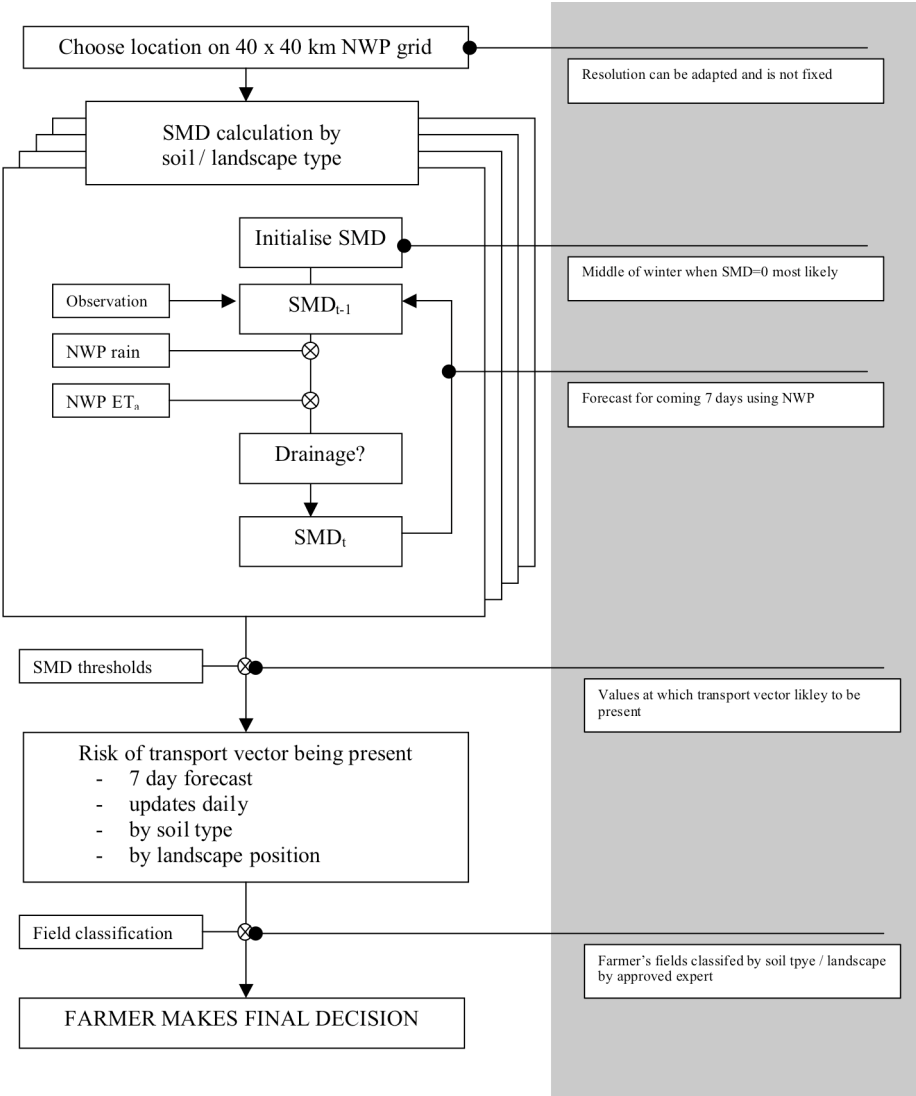 Choose location on 40 x 40 km NWP grid
Resolution can be adapted and is not fixed
SMD calculation by
soil / landscape type
Initialise SMD
Middle of winter when SMD=0 most likely
Observation
SMDt-1
NWP rain
NWP ETa
Forecast for coming 7 days using NWP
Drainage?
SMDt
SMD thresholds
Values at which transport vector likley to be
present
Risk of transport vector being present
- 7 day forecast
- updates daily
- by soil type
- by landscape position
Field classification
Farmer's fields classifed by soil tpye / landscape
by approved expert
FARMER MAKES FINAL DECISION